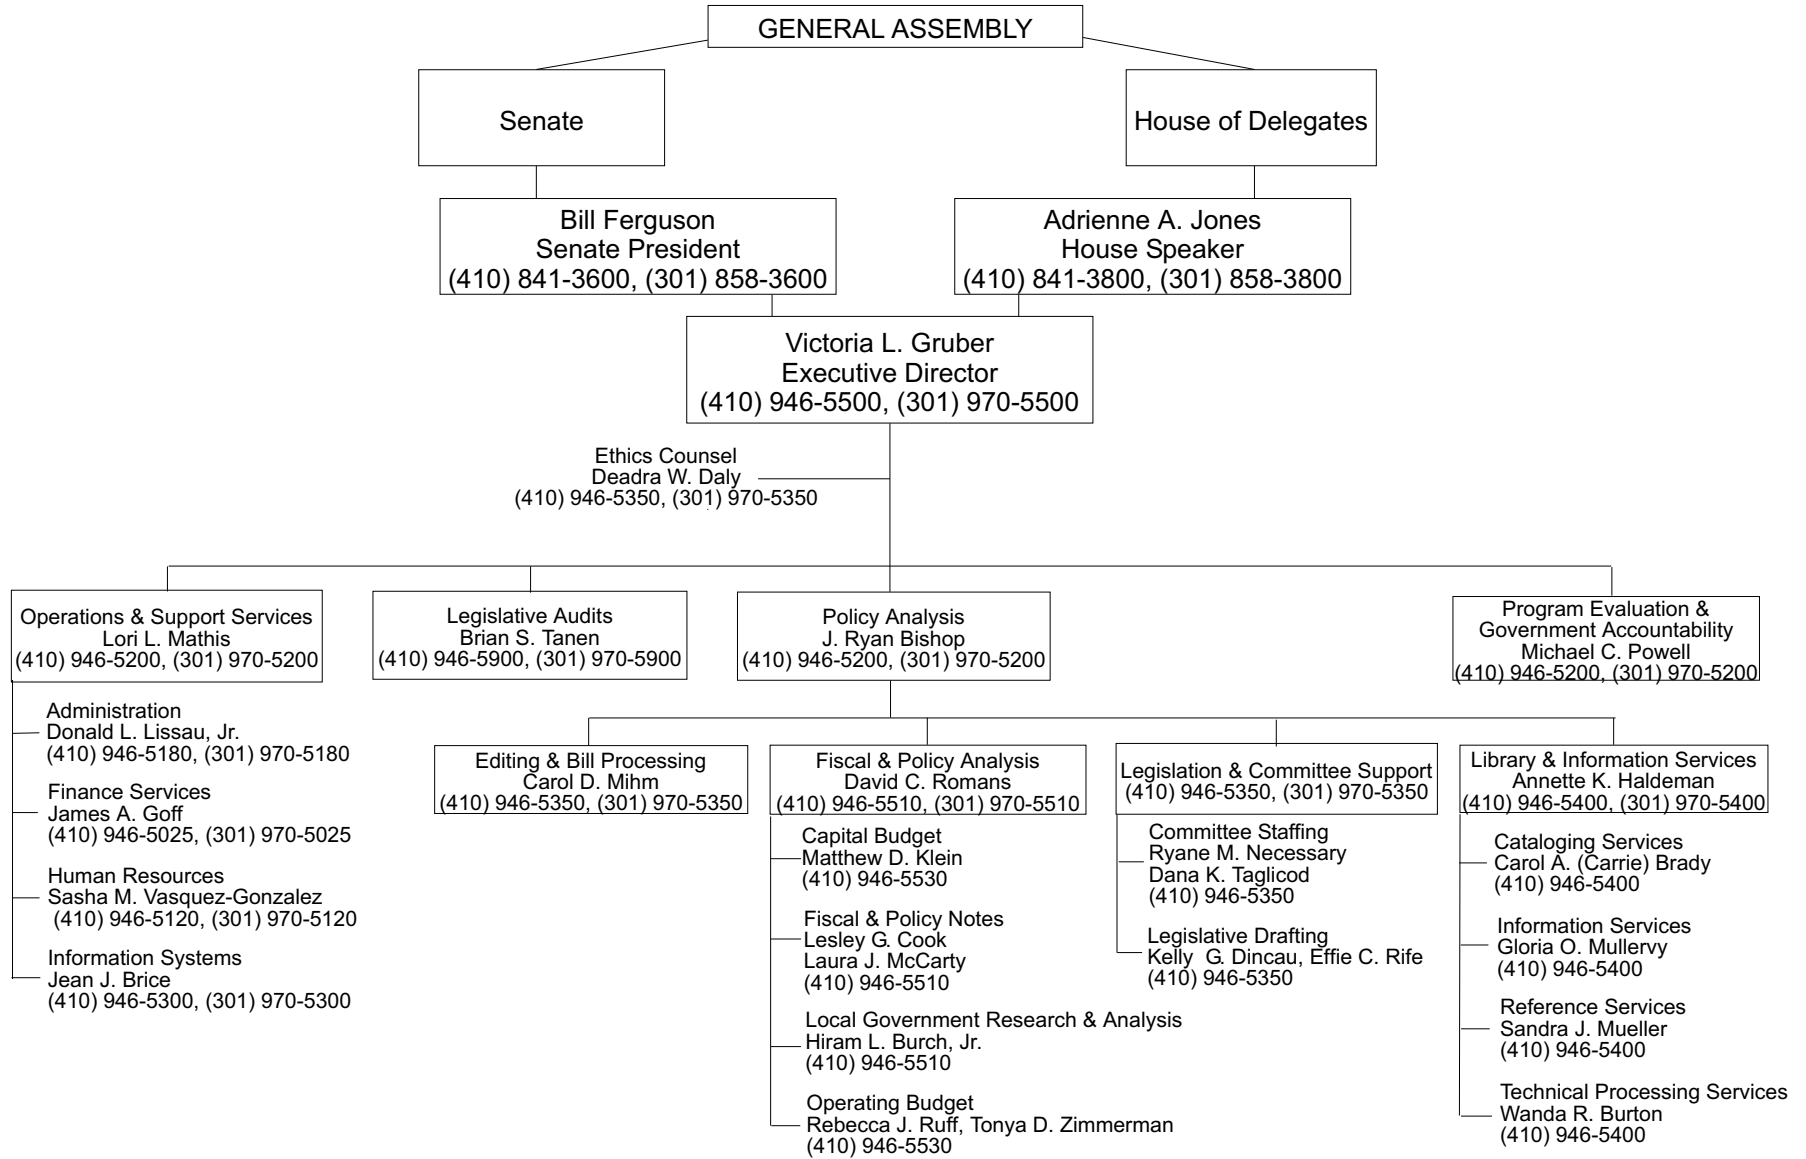 GENERAL ASSEMBLY
Senate
House of Delegates
Bill Ferguson
Senate President
(410) 841-3600, (301) 858-3600
Adrienne A. Jones
House Speaker
(410) 841-3800, (301) 858-3800
Victoria L. Gruber
Executive Director
(410) 946-5500, (301) 970-5500
Ethics Counsel
Deadra W. Daly
(410) 946-5350, (301) 970-5350
Operations & Support Services
Lori L. Mathis
(410) 946-5200, (301) 970-5200
Legislative Audits
Brian S. Tanen
(410) 946-5900, (301) 970-5900
Policy Analysis
J. Ryan Bishop
(410) 946-5200, (301) 970-5200
Program Evaluation &
Government Accountability
Michael C. Powell
(410) 946-5200, (301) 970-5200
Administration
Donald L. Lissau, Jr.
(410) 946-5180, (301) 970-5180
Finance Services
James A. Goff
(410) 946-5025, (301) 970-5025
Human Resources
Sasha M. Vasquez-Gonzalez
(410) 946-5120, (301) 970-5120
Information Systems
Jean J. Brice
(410) 946-5300, (301) 970-5300
Editing & Bill Processing
Carol D. Mihm
(410) 946-5350, (301) 970-5350
Fiscal & Policy Analysis
David C. Romans
(410) 946-5510, (301) 970-5510
Capital Budget
Matthew D. Klein
(410) 946-5530
Fiscal & Policy Notes
Lesley G. Cook
Laura J. McCarty
(410) 946-5510
Local Government Research & Analysis
Hiram L. Burch, Jr.
(410) 946-5510
Operating Budget
Rebecca J. Ruff, Tonya D. Zimmerman
(410) 946-5530
Legislation & Committee Support
(410) 946-5350, (301) 970-5350
Committee Staffing
Ryane M. Necessary
Dana K. Taglicod
(410) 946-5350
Legislative Drafting
Kelly G. Dincau, Effie C. Rife
(410) 946-5350
Library & Information Services
Annette K. Haldeman
(410) 946-5400, (301) 970-5400
Cataloging Services
Carol A. (Carrie) Brady
(410) 946-5400
Information Services
Gloria O. Mullervy
(410) 946-5400
Reference Services
Sandra J. Mueller
(410) 946-5400
Technical Processing Services
Wanda R. Burton
(410) 946-5400